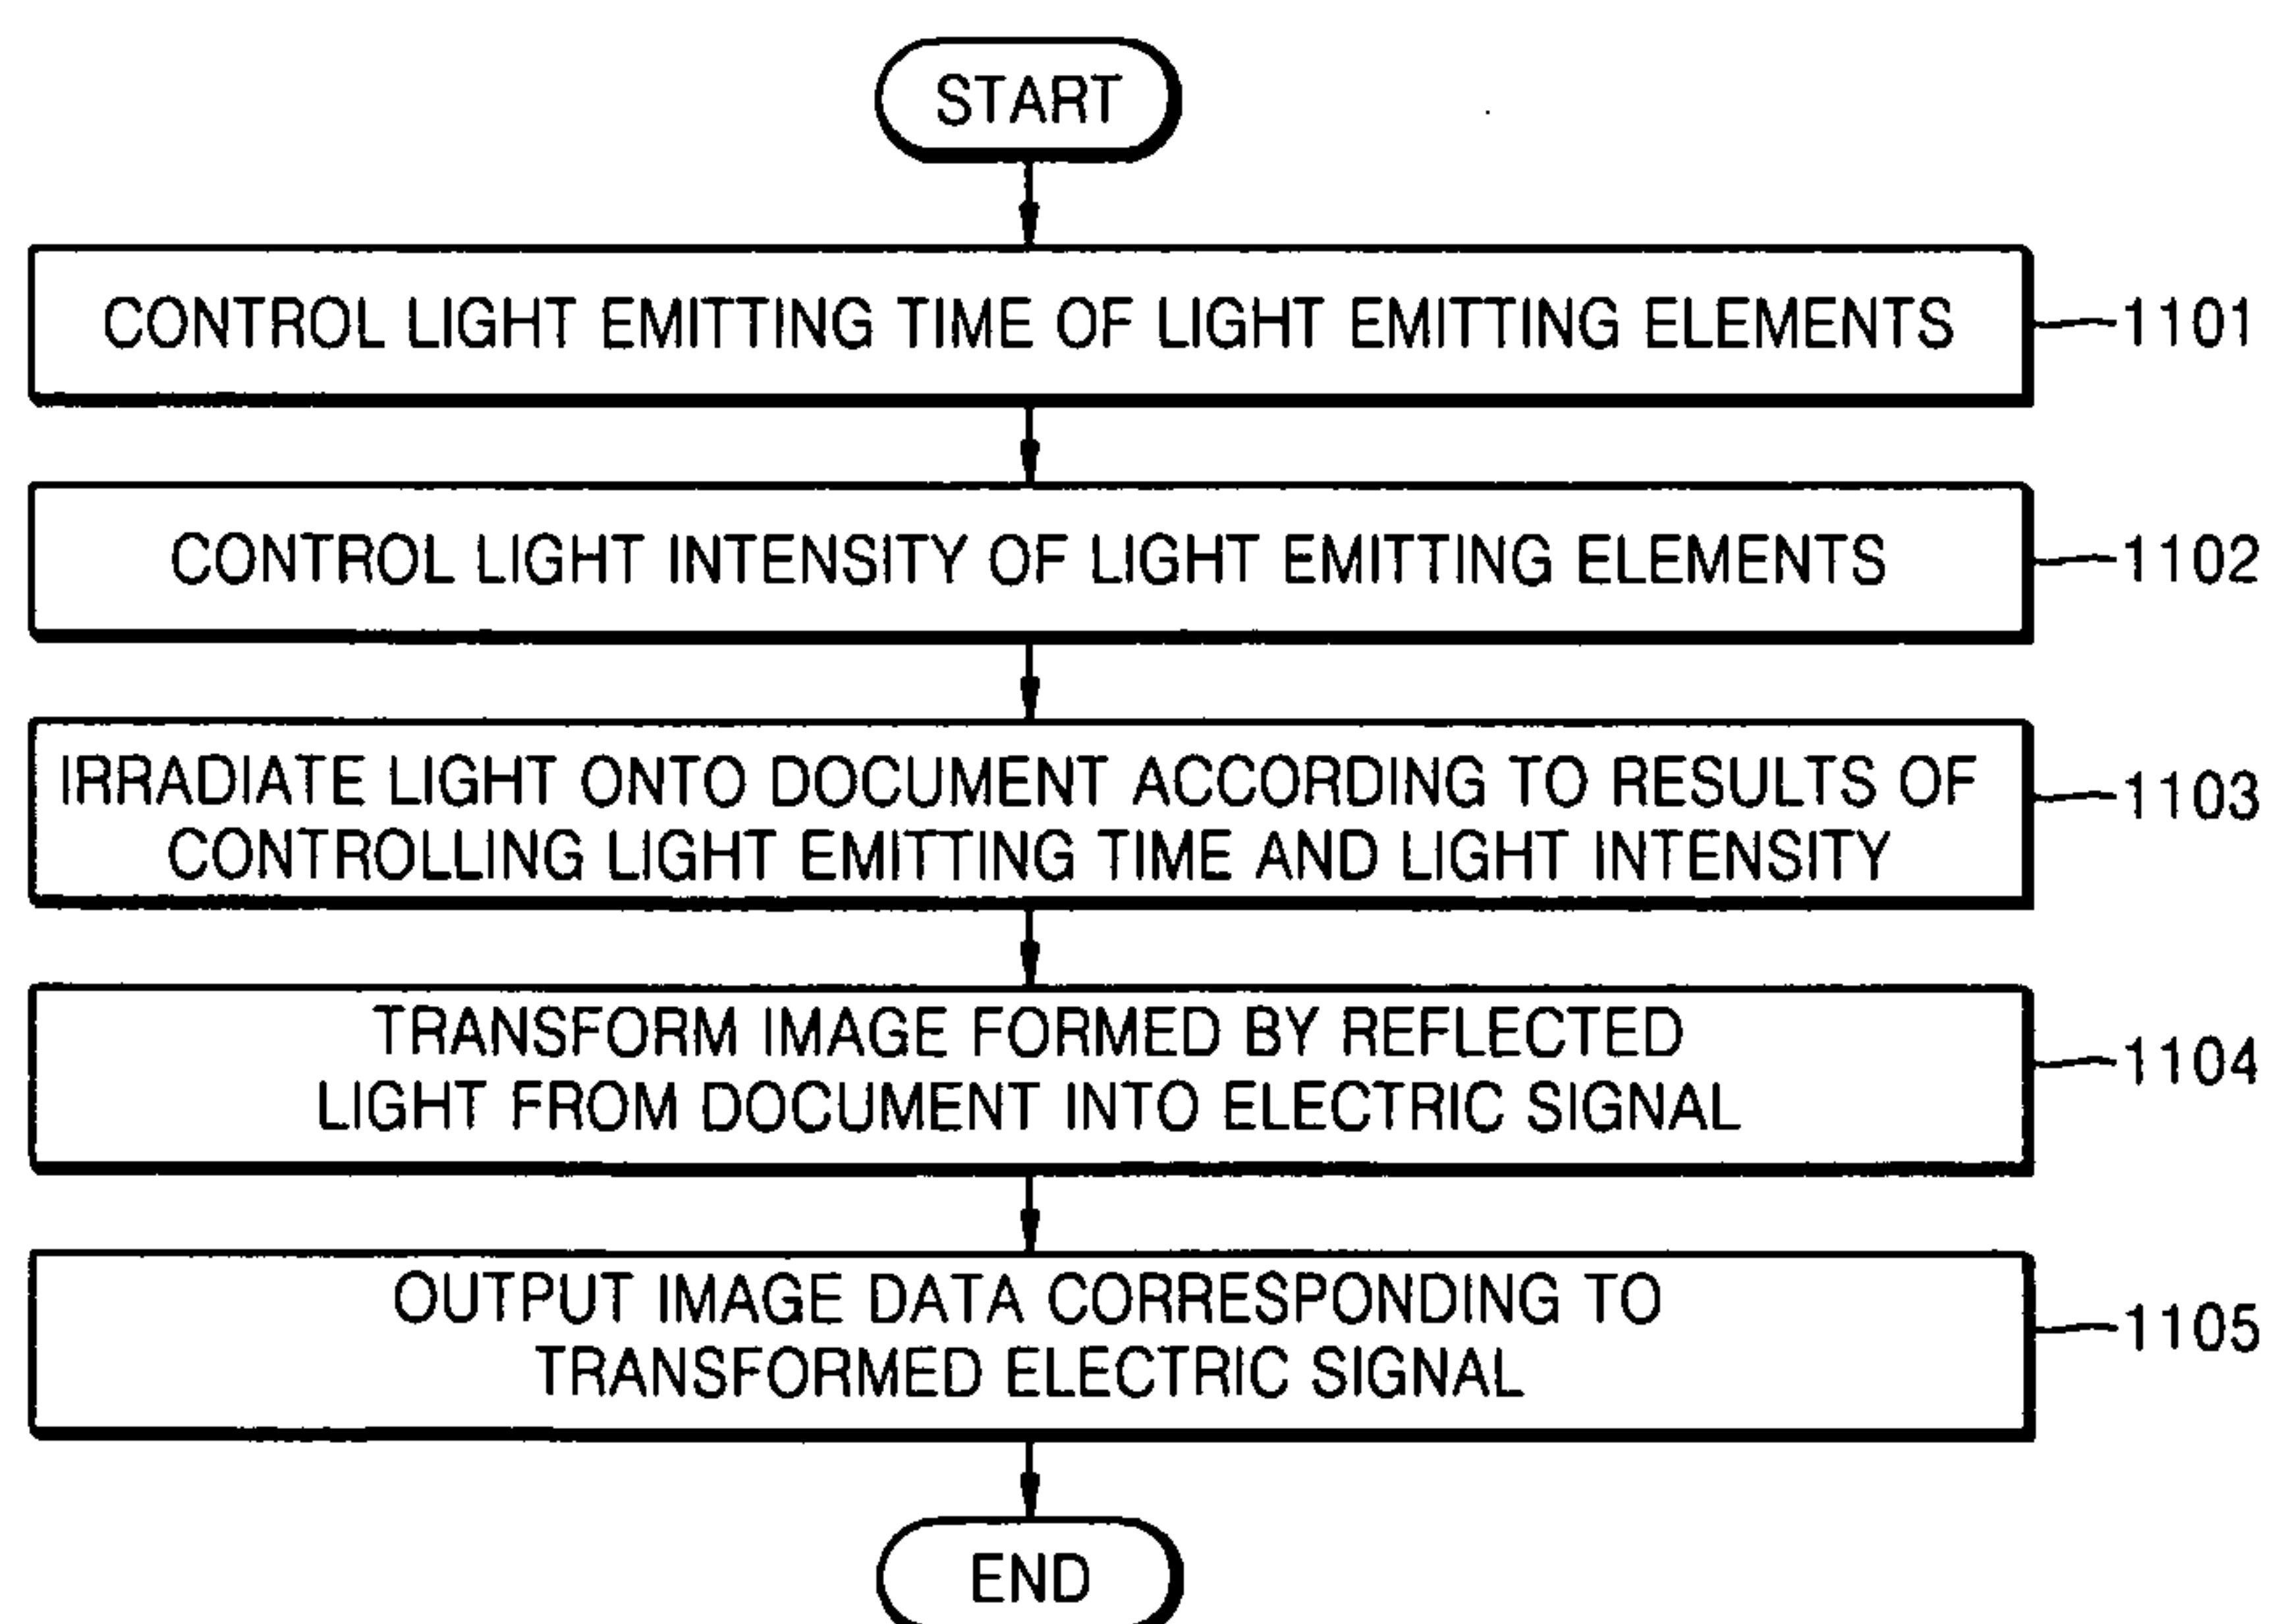 START
CONTROL LIGHT EMITTING TIME OF LIGHT EMITTING ELEMENTS
1101
CONTROL LIGHT INTENSITY OF LIGHT EMITTING ELEMENTS
1102
IRRADIATE LIGHT ONTO DOCUMENT ACCORDING TO RESULTS OF
CONTROLLING LIGHT EMITTING TIME AND LIGHT INTENSITY
1103
TRANSFORM IMAGE FORMED BY REFLECTED
LIGHT FROM DOCUMENT INTO ELECTRIC SIGNAL
1104
OUTPUT IMAGE DATA CORRESPONDING TO
TRANSFORMED ELECTRIC SIGNAL
1105
END